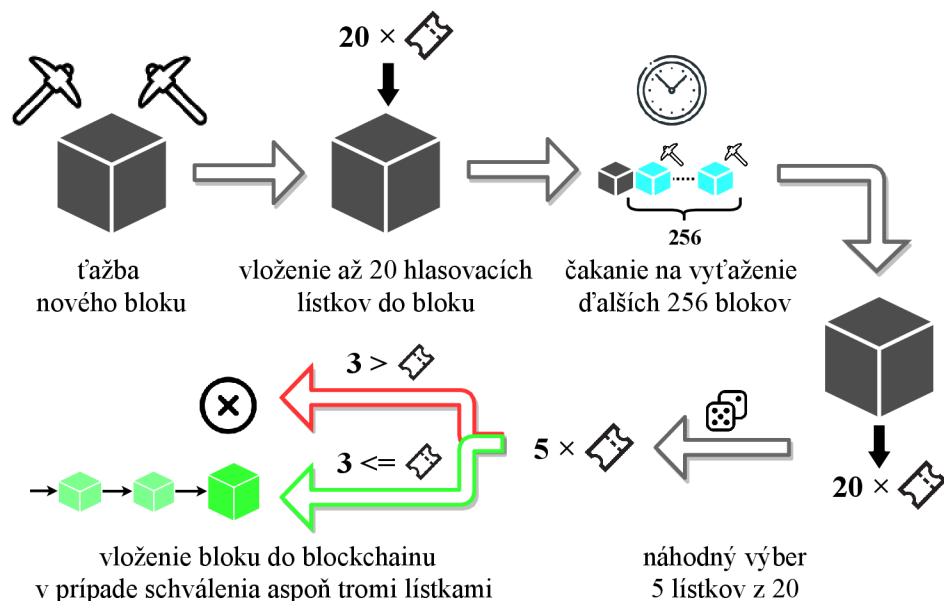 20 ×
256
ťažba
nového bloku
vloženie až 20 hlasovacích
lístkov do bloku
čakanie na vyťaženie
ďalších 256 blokov
3 >
3 <=
5 ×
20 ×
vloženie bloku do blockchainu
v prípade schválenia aspoň tromi lístkami
náhodný výber
5 lístkov z 20